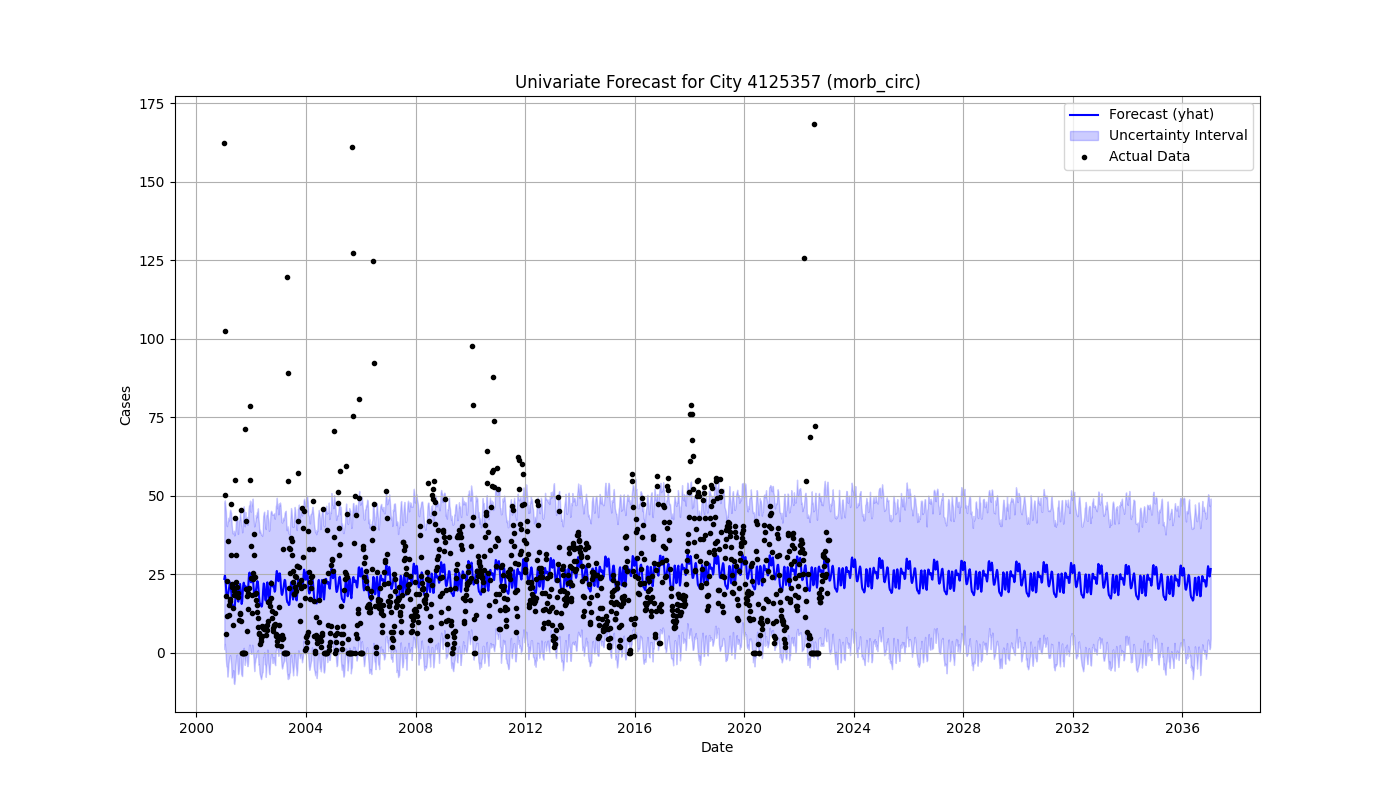 Univariate Forecast for City 4125357 (morb_circ)
Forecast (yhat)
Uncertainty Interval
Actual Data
Cases
175
150
125
100
75
50
25
0
2000 2004 2008 2012 2016 2020 2024 2028 2032 2036
Date